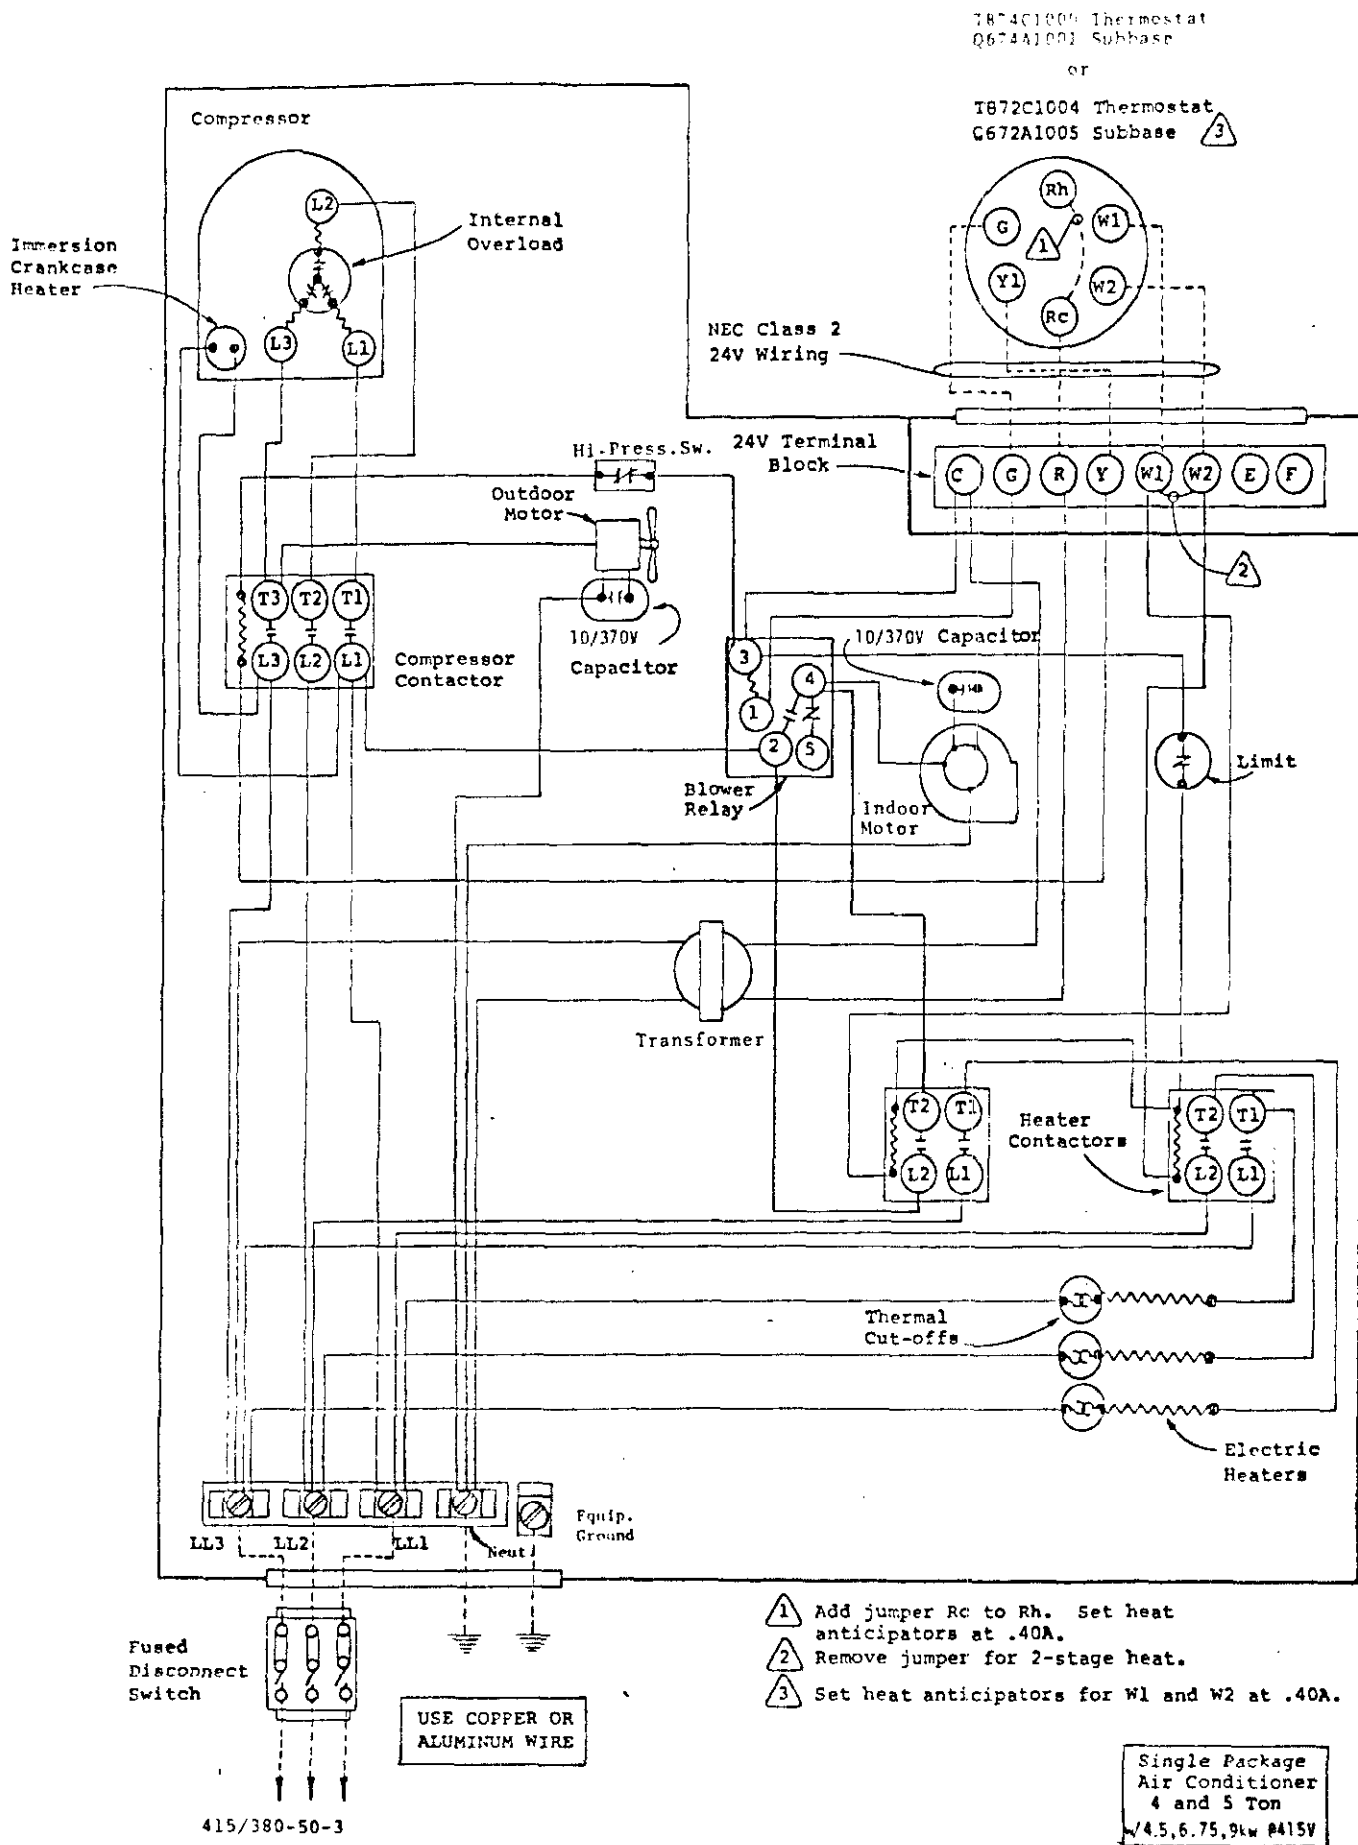 Thermostat
Subbase
or
T872C1004 Thermostat
Q672A1005 Subbase 3
Compressor
L2
Internal
Overload
Immersion
Crankcase
Heater
L3
L1
Rh
G
W1
1
Y1
W2
Rc
NEC Class 2
24V Wiring
Hi.Press.Sw.
24V Terminal
Block
C G R Y W1 W2 E F
2
Outdoor
Motor
T3 T2 T1
L3 L2 L1
10/370V
Capacitor
Compressor
Contactor
10/370V Capacitor
3
4
1
2
5
Blower
Relay
Indoor
Motor
Limit
Transformer
T2 T1
L2 L1
Heater
Contactors
T2 T1
L2 L1
Thermal
Cut-offs
Electric
Heaters
LL3 LL2 LL1 Neut
Equip.
Ground
Fused
Disconnect
Switch
415/380-50-3
USE COPPER OR
ALUMINUM WIRE
1 Add jumper Rc to Rh. Set heat
anticipators at .40A.
2 Remove jumper for 2-stage heat.
3 Set heat anticipators for W1 and W2 at .40A.
Single Package
Air Conditioner
4 and 5 Ton
w/4.5,6.75,9kw @415V